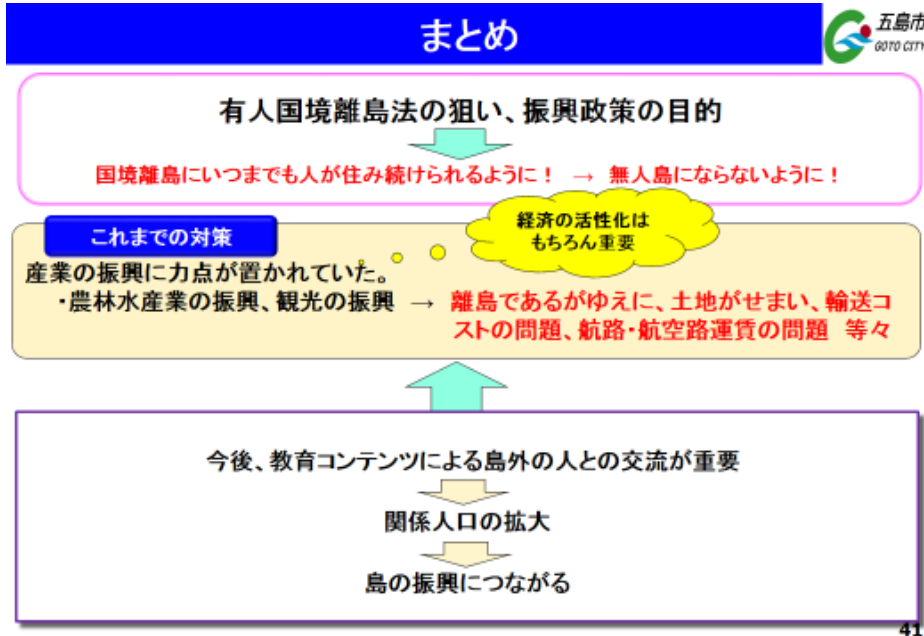 まとめ
五島市
GOTO CITY
有人国境離島法の狙い、振興政策の目的
国境離島にいつまでも人が住み続けられるように！ → 無人島にならないように！
経済の活性化は
もちろん重要
これまでの対策
産業の振興に力点が置かれていた。
・農林水産業の振興、観光の振興 → 離島であるがゆえに、土地がせまい、輸送コ
ストの問題、航路・航空路運賃の問題 等々
今後、教育コンテンツによる島外の人との交流が重要
関係人口の拡大
島の振興につながる
41